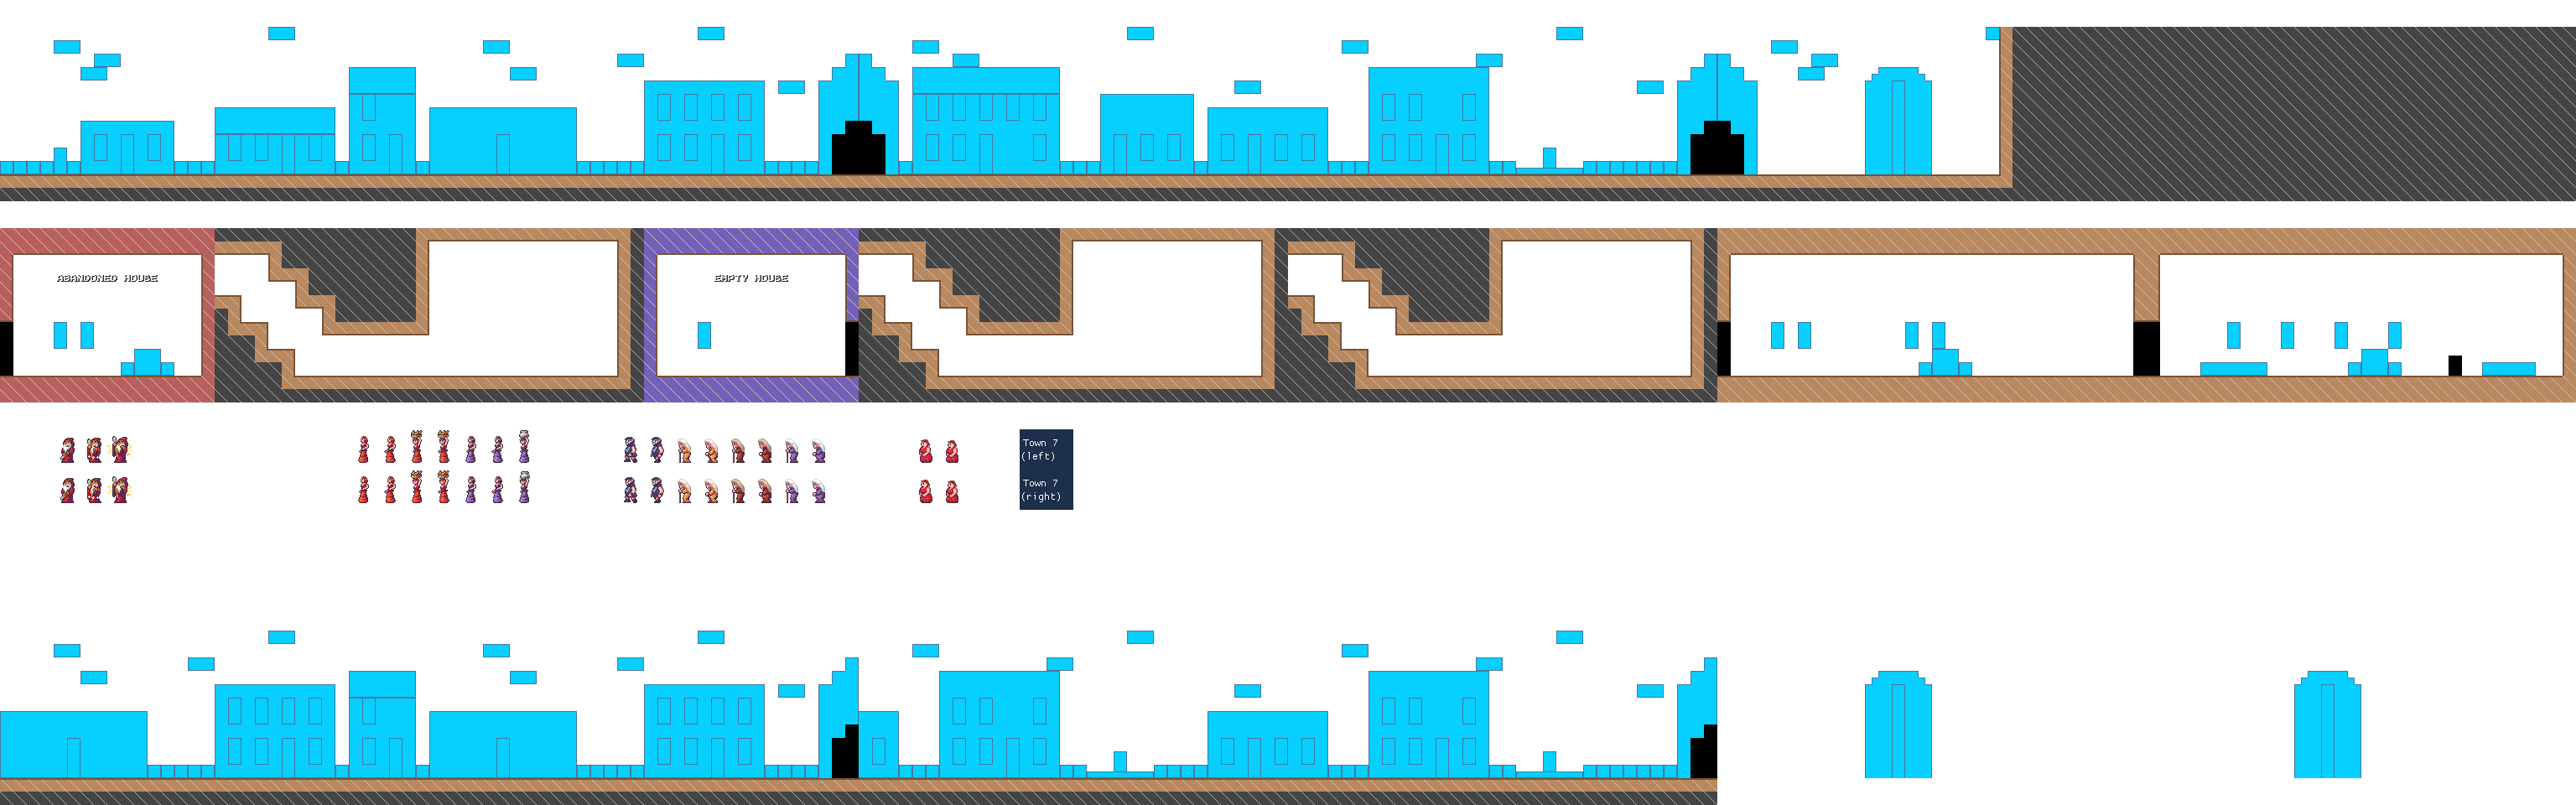 ABANDONED HOUSE
EMPTY HOUSE
Town 7
(left)
Town 7
(right)